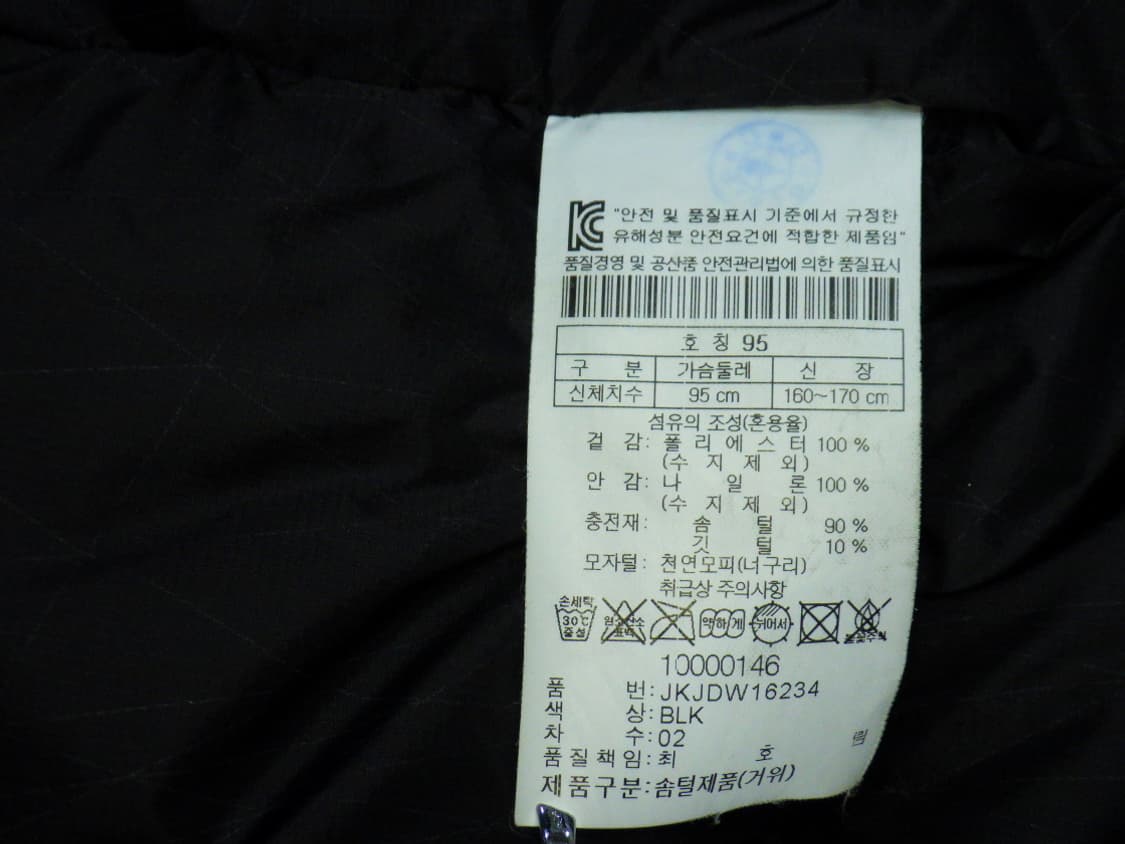 "안전 및 품질표시 기준에서 규정한
유해성분 안전요건에 적합한 제품임"
품질경영 및 공산품 안전관리법에 의한 품질표시
호 칭 95
구 분 가슴둘레 신 장
신체치수 95 cm 160~170 cm
섬유의 조성(혼용율)
겉 감: 폴 리 에 스 터 100 %
(수 지 제 외)
안 감: 나 일 론 100 %
(수 지 제 외)
충전재: 솜 털 90 %
깃 털 10 %
모자털: 천연모피(너구리)
취급상 주의사항
손세탁
30℃
중성
약하게
뉘어서
10000146
품 번: JKJDW16234
색 상: BLK
차 수: 02
품 질 책 임: 최 호 림
제 품 구 분: 솜털제품(거위)